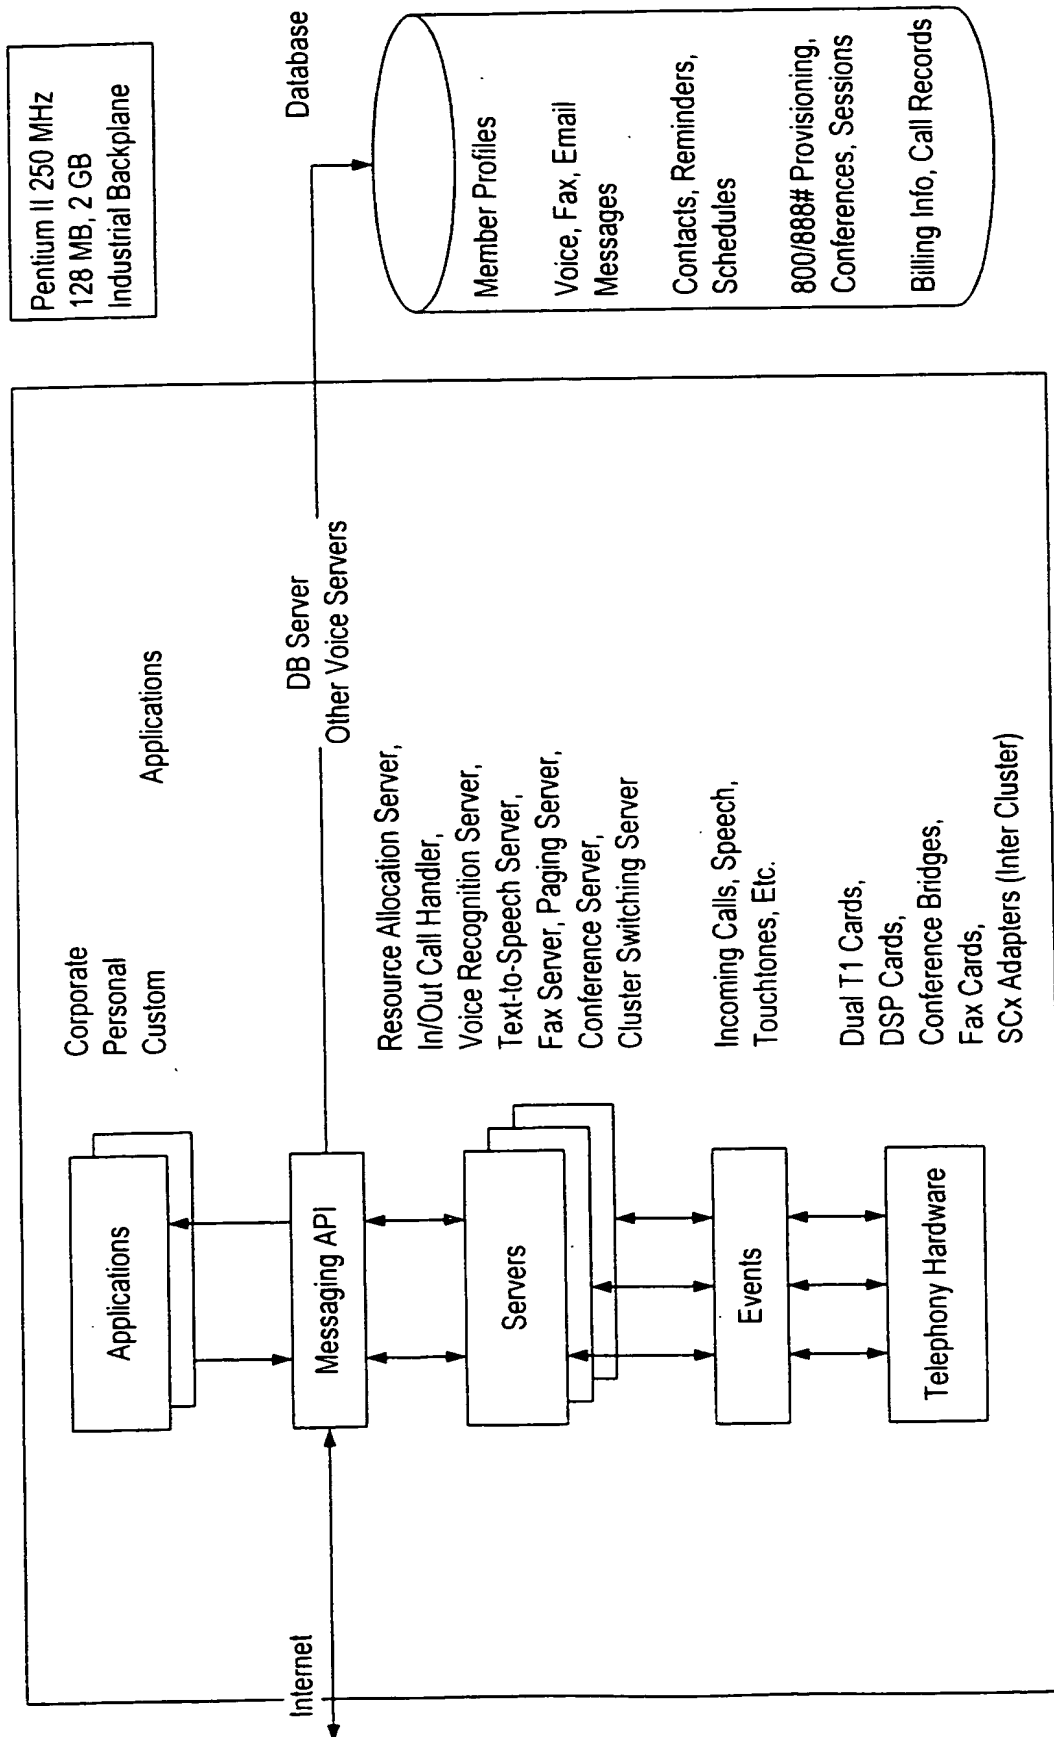 Pentium II 250 MHz
128 MB, 2 GB
Industrial Backplane
Corporate
Personal
Custom
Applications
Applications
Internet
Messaging API
DB Server
Other Voice Servers
Database
Servers
Resource Allocation Server,
In/Out Call Handler,
Voice Recognition Server,
Text-to-Speech Server,
Fax Server, Paging Server,
Conference Server,
Cluster Switching Server
Events
Incoming Calls, Speech,
Touchtones, Etc.
Telephony Hardware
Dual T1 Cards,
DSP Cards,
Conference Bridges,
Fax Cards,
SCx Adapters (Inter Cluster)
Member Profiles
Voice, Fax, Email
Messages
Contacts, Reminders,
Schedules
800/888# Provisioning,
Conferences, Sessions
Billing Info, Call Records